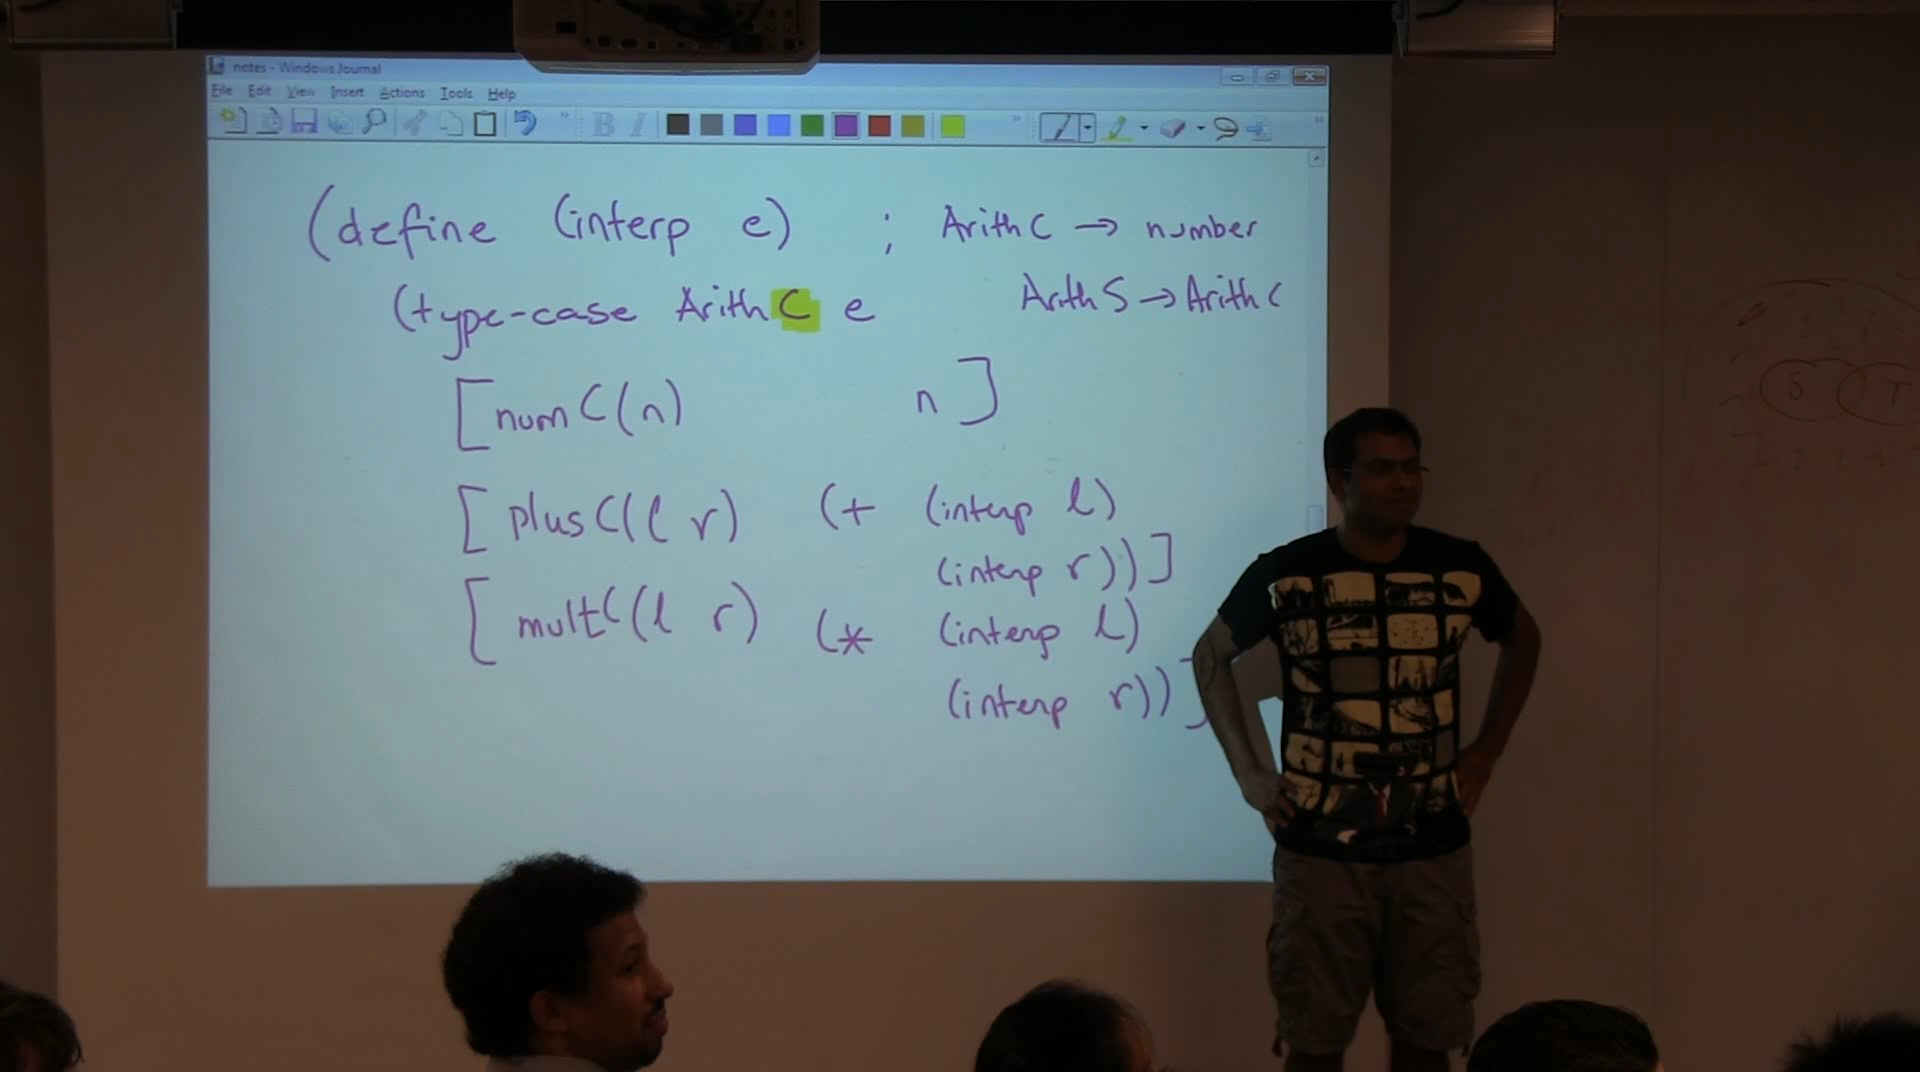 notes - Windows Journal
File Edit View Insert Actions Tools Help
B I
(define (interp e) ; ArithC → number
(type-case ArithC e ArithS → ArithC
[numC(n) n]
[plusC(l r) (+ (interp l)
(interp r))]
[multC(l r) (* (interp l)
(interp r))]
S T